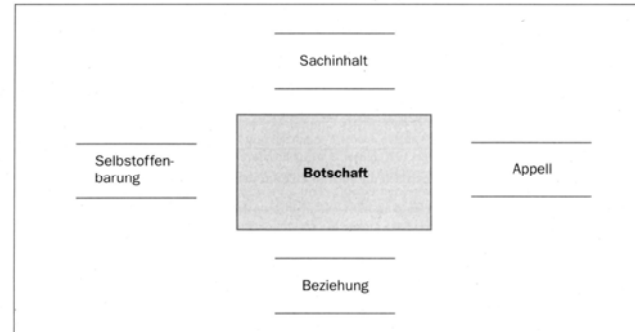 Sachinhalt
Selbstoffen-
barung
Botschaft
Appell
Beziehung